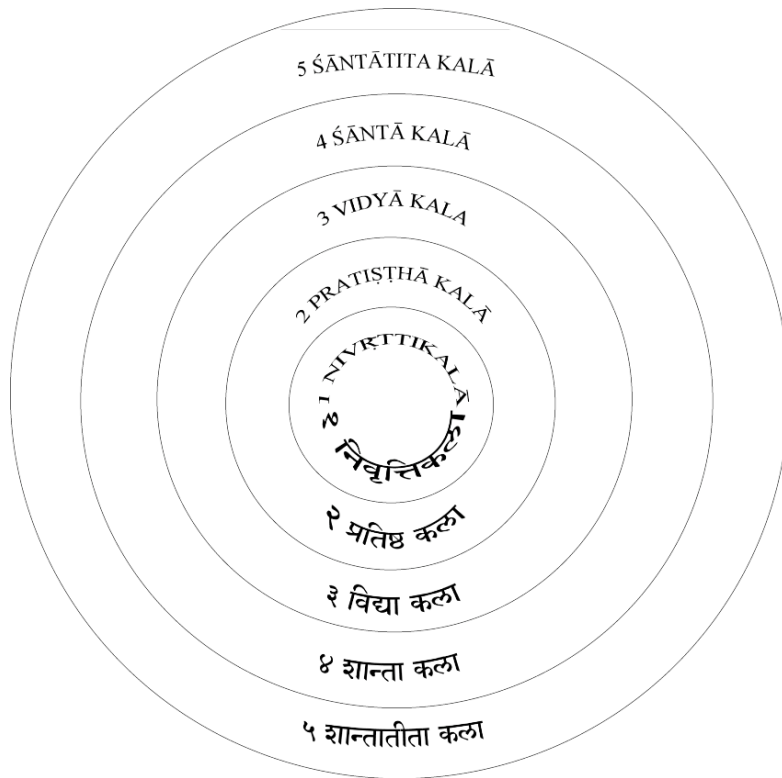 5 ŚĀNTĀTITA KALĀ
4 ŚĀNTĀ KALĀ
3 VIDYĀ KALA
2 PRATIṢṬHĀ KALĀ
1 NIVṚTTIKALĀ
१ निवृत्तिकला
२ प्रतिष्ठ कला
३ विद्या कला
४ शान्ता कला
५ शान्तातीता कला